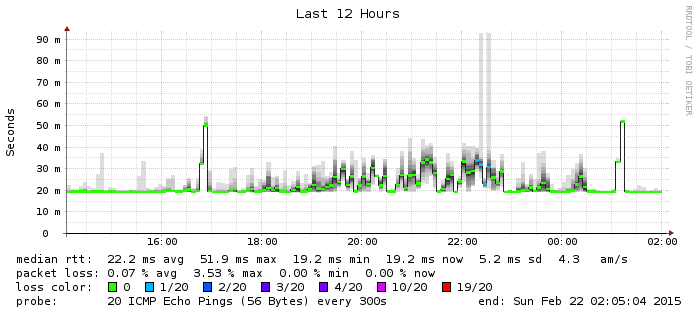 Last 12 Hours
RRDTOOL / TOBI OETIKER
Seconds
90 m
80 m
70 m
60 m
50 m
40 m
30 m
20 m
10 m
0
16:00 18:00 20:00 22:00 00:00 02:00
median rtt: 22.2 ms avg 51.9 ms max 19.2 ms min 19.2 ms now 5.2 ms sd 4.3 am/s
packet loss: 0.07 % avg 3.53 % max 0.00 % min 0.00 % now
loss color: 0 1/20 2/20 3/20 4/20 10/20 19/20
probe: 20 ICMP Echo Pings (56 Bytes) every 300s end: Sun Feb 22 02:05:04 2015